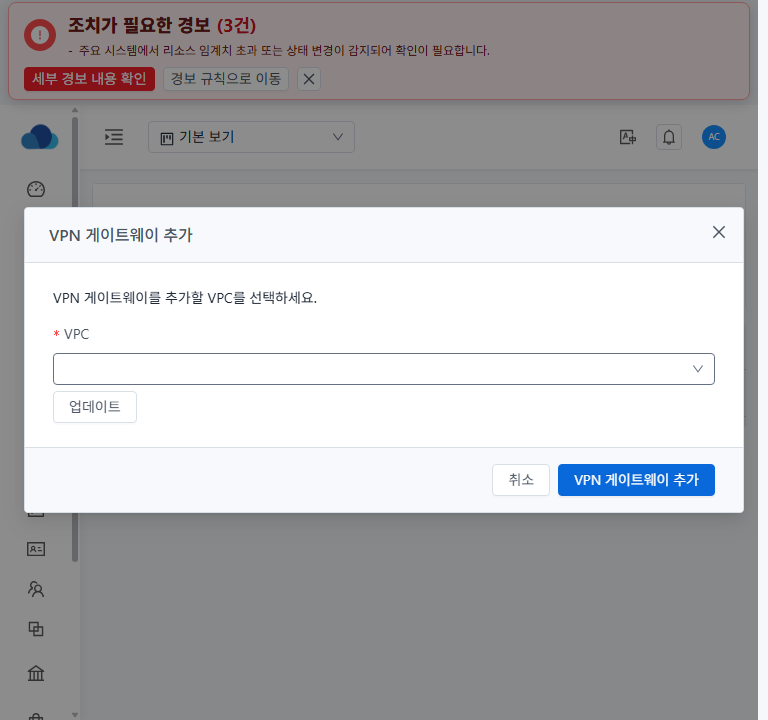 조치가 필요한 경보 (3건)
- 주요 시스템에서 리소스 임계치 초과 또는 상태 변경이 감지되어 확인이 필요합니다.
세부 경보 내용 확인
경보 규칙으로 이동
기본 보기
AC
VPN 게이트웨이 추가
VPN 게이트웨이를 추가할 VPC를 선택하세요.
* VPC
업데이트
취소
VPN 게이트웨이 추가